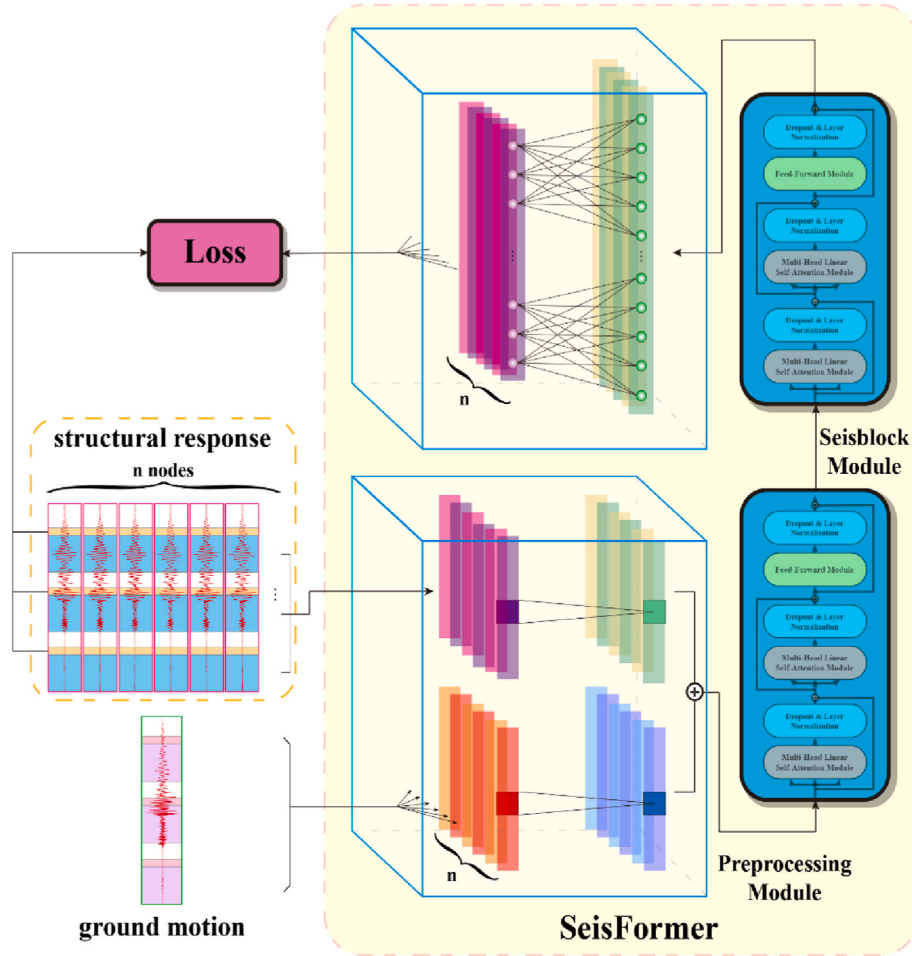 Dropout & Layer
Normalization
Feed-Forward Module
Dropout & Layer
Normalization
Multi-Head Linear
Self-Attention Module
Dropout & Layer
Normalization
Multi-Head Linear
Self-Attention Module
Loss
n
structural response
n nodes
Seisblock
Module
Dropout & Layer
Normalization
Feed-Forward Module
Dropout & Layer
Normalization
Multi-Head Linear
Self-Attention Module
Dropout & Layer
Normalization
Multi-Head Linear
Self-Attention Module
n
Preprocessing
Module
ground motion
SeisFormer